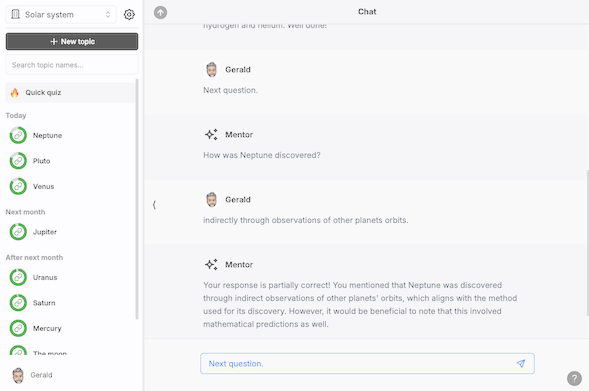 Solar system
New topic
Search topic names...
Quick quiz
Today
Neptune
Pluto
Venus
Next month
Jupiter
After next month
Uranus
Saturn
Mercury
The moon
Gerald
Chat
hydrogen and helium. Well done!
Gerald
Next question.
Mentor
How was Neptune discovered?
Gerald
indirectly through observations of other planets orbits.
Mentor
Your response is partially correct! You mentioned that Neptune was discovered
through indirect observations of other planets' orbits, which aligns with the method
used for its discovery. However, it would be beneficial to note that this involved
mathematical predictions as well.
Next question.
?